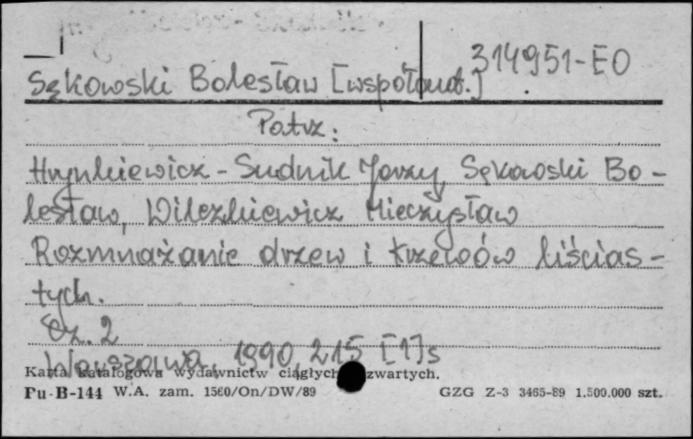 314951-EO
Sękowski Bolesław [współaut.]
Patrz:
Hrynkiewicz-Sudnik Jerzy, Sękowski Bo-
lesław, Wilczkiewicz Mieczysław
Rozmnażanie drzew i krzewów liścias-
tych.
Cz. 2
Warszawa, 1990, 215 [1] s
Karta katalogowa wydawnictw ciągłych zwartych.
Pu-B-144 W.A. zam. 1560/On/DW/89 GZG Z-3 3465-89 1.500.000 szt.